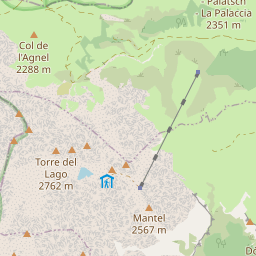 Palatsch
La Palaccia
2351 m
Col de
l'Agnel
2288 m
Torre del
Lago
2762 m
Mantel
2567 m